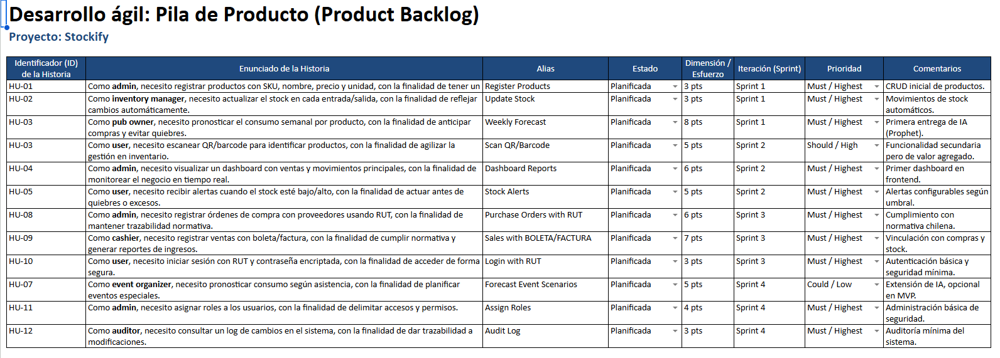 Desarrollo ágil: Pila de Producto (Product Backlog)
Proyecto: Stockify
Identificador (ID) de la Historia | Enunciado de la Historia | Alias | Estado | Dimensión / Esfuerzo | Iteración (Sprint) | Prioridad | Comentarios
HU-01 | Como admin, necesito registrar productos con SKU, nombre, precio y unidad, con la finalidad de tener un | Register Products | Planificada | 3 pts | Sprint 1 | Must / Highest | CRUD inicial de productos.
HU-02 | Como inventory manager, necesito actualizar el stock en cada entrada/salida, con la finalidad de reflejar cambios automáticamente. | Update Stock | Planificada | 3 pts | Sprint 1 | Must / Highest | Movimientos de stock automáticos.
HU-03 | Como pub owner, necesito pronosticar el consumo semanal por producto, con la finalidad de anticipar compras y evitar quiebres. | Weekly Forecast | Planificada | 8 pts | Sprint 1 | Must / Highest | Primera entrega de IA (Prophet).
HU-03 | Como user, necesito escanear QR/barcode para identificar productos, con la finalidad de agilizar la gestión en inventario. | Scan QR/Barcode | Planificada | 5 pts | Sprint 2 | Should / High | Funcionalidad secundaria pero de valor agregado.
HU-04 | Como admin, necesito visualizar un dashboard con ventas y movimientos principales, con la finalidad de monitorear el negocio en tiempo real. | Dashboard Reports | Planificada | 6 pts | Sprint 2 | Must / Highest | Primer dashboard en frontend.
HU-05 | Como user, necesito recibir alertas cuando el stock esté bajo/alto, con la finalidad de actuar antes de quiebres o excesos. | Stock Alerts | Planificada | 5 pts | Sprint 2 | Must / Highest | Alertas configurables según umbral.
HU-08 | Como admin, necesito registrar órdenes de compra con proveedores usando RUT, con la finalidad de mantener trazabilidad normativa. | Purchase Orders with RUT | Planificada | 6 pts | Sprint 3 | Must / Highest | Cumplimiento con normativa chilena.
HU-09 | Como cashier, necesito registrar ventas con boleta/factura, con la finalidad de cumplir normativa y generar reportes de ingresos. | Sales with BOLETA/FACTURA | Planificada | 7 pts | Sprint 3 | Must / Highest | Vinculación con compras y stock.
HU-10 | Como user, necesito iniciar sesión con RUT y contraseña encriptada, con la finalidad de acceder de forma segura. | Login with RUT | Planificada | 3 pts | Sprint 3 | Must / Highest | Autenticación básica y seguridad mínima.
HU-07 | Como event organizer, necesito pronosticar consumo según asistencia, con la finalidad de planificar eventos especiales. | Forecast Event Scenarios | Planificada | 5 pts | Sprint 4 | Could / Low | Extensión de IA, opcional en MVP.
HU-11 | Como admin, necesito asignar roles a los usuarios, con la finalidad de delimitar accesos y permisos. | Assign Roles | Planificada | 4 pts | Sprint 4 | Must / Highest | Administración básica de seguridad.
HU-12 | Como auditor, necesito consultar un log de cambios en el sistema, con la finalidad de dar trazabilidad a modificaciones. | Audit Log | Planificada | 3 pts | Sprint 4 | Must / Highest | Auditoría mínima del sistema.